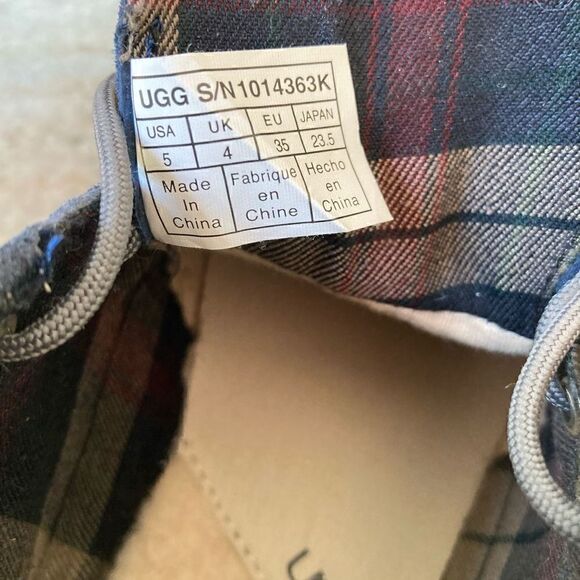 UGG S/N1014363K
USA UK EU JAPAN
5 4 35 23.5
Made Fabrique Hecho
In en en
China Chine China